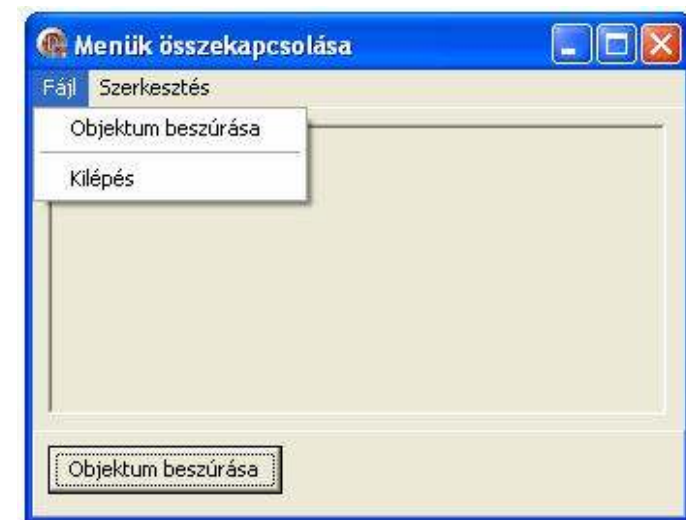 Menük összekapcsolása
Fájl Szerkesztés
Objektum beszúrása
Kilépés
Objektum beszúrása